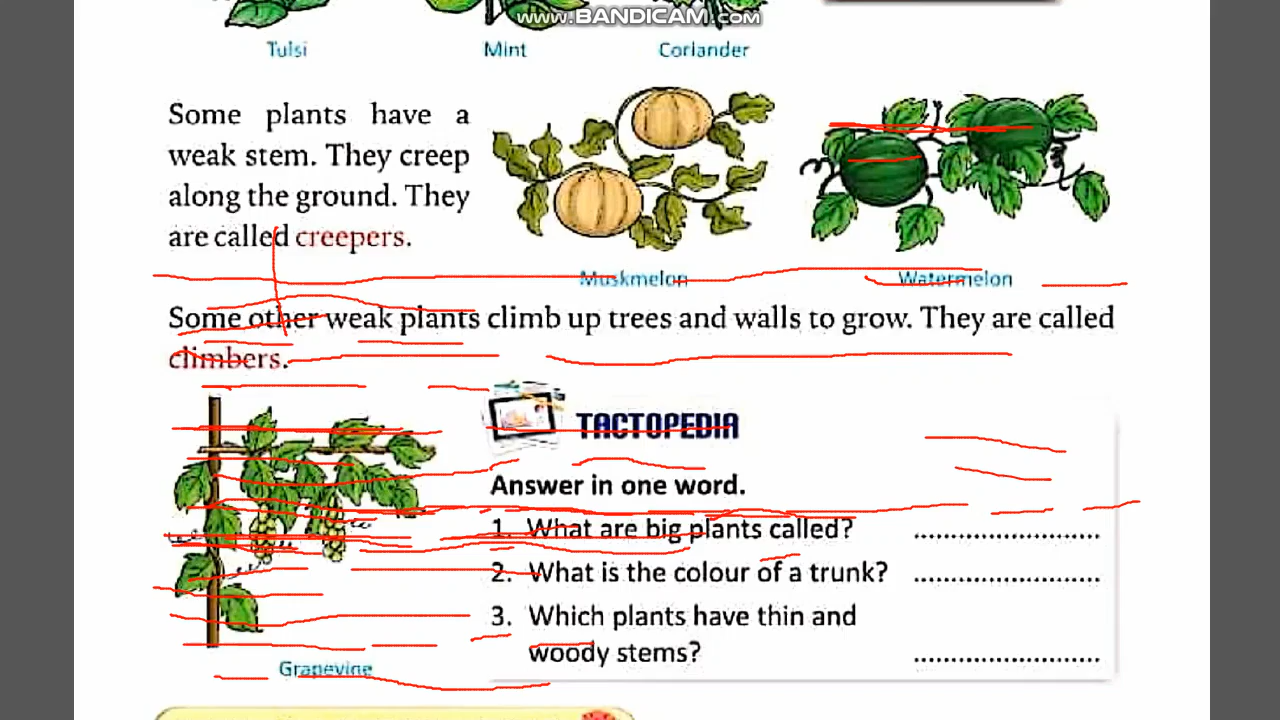 www.BANDICAM.com
Tulsi
Mint
Coriander
Some plants have a
weak stem. They creep
along the ground. They
are called creepers.
Muskmelon
Watermelon
Some other weak plants climb up trees and walls to grow. They are called
climbers.
TACTOPEDIA
Answer in one word.
1. What are big plants called? ............................
2. What is the colour of a trunk? ............................
3. Which plants have thin and
woody stems? ............................
Grapevine